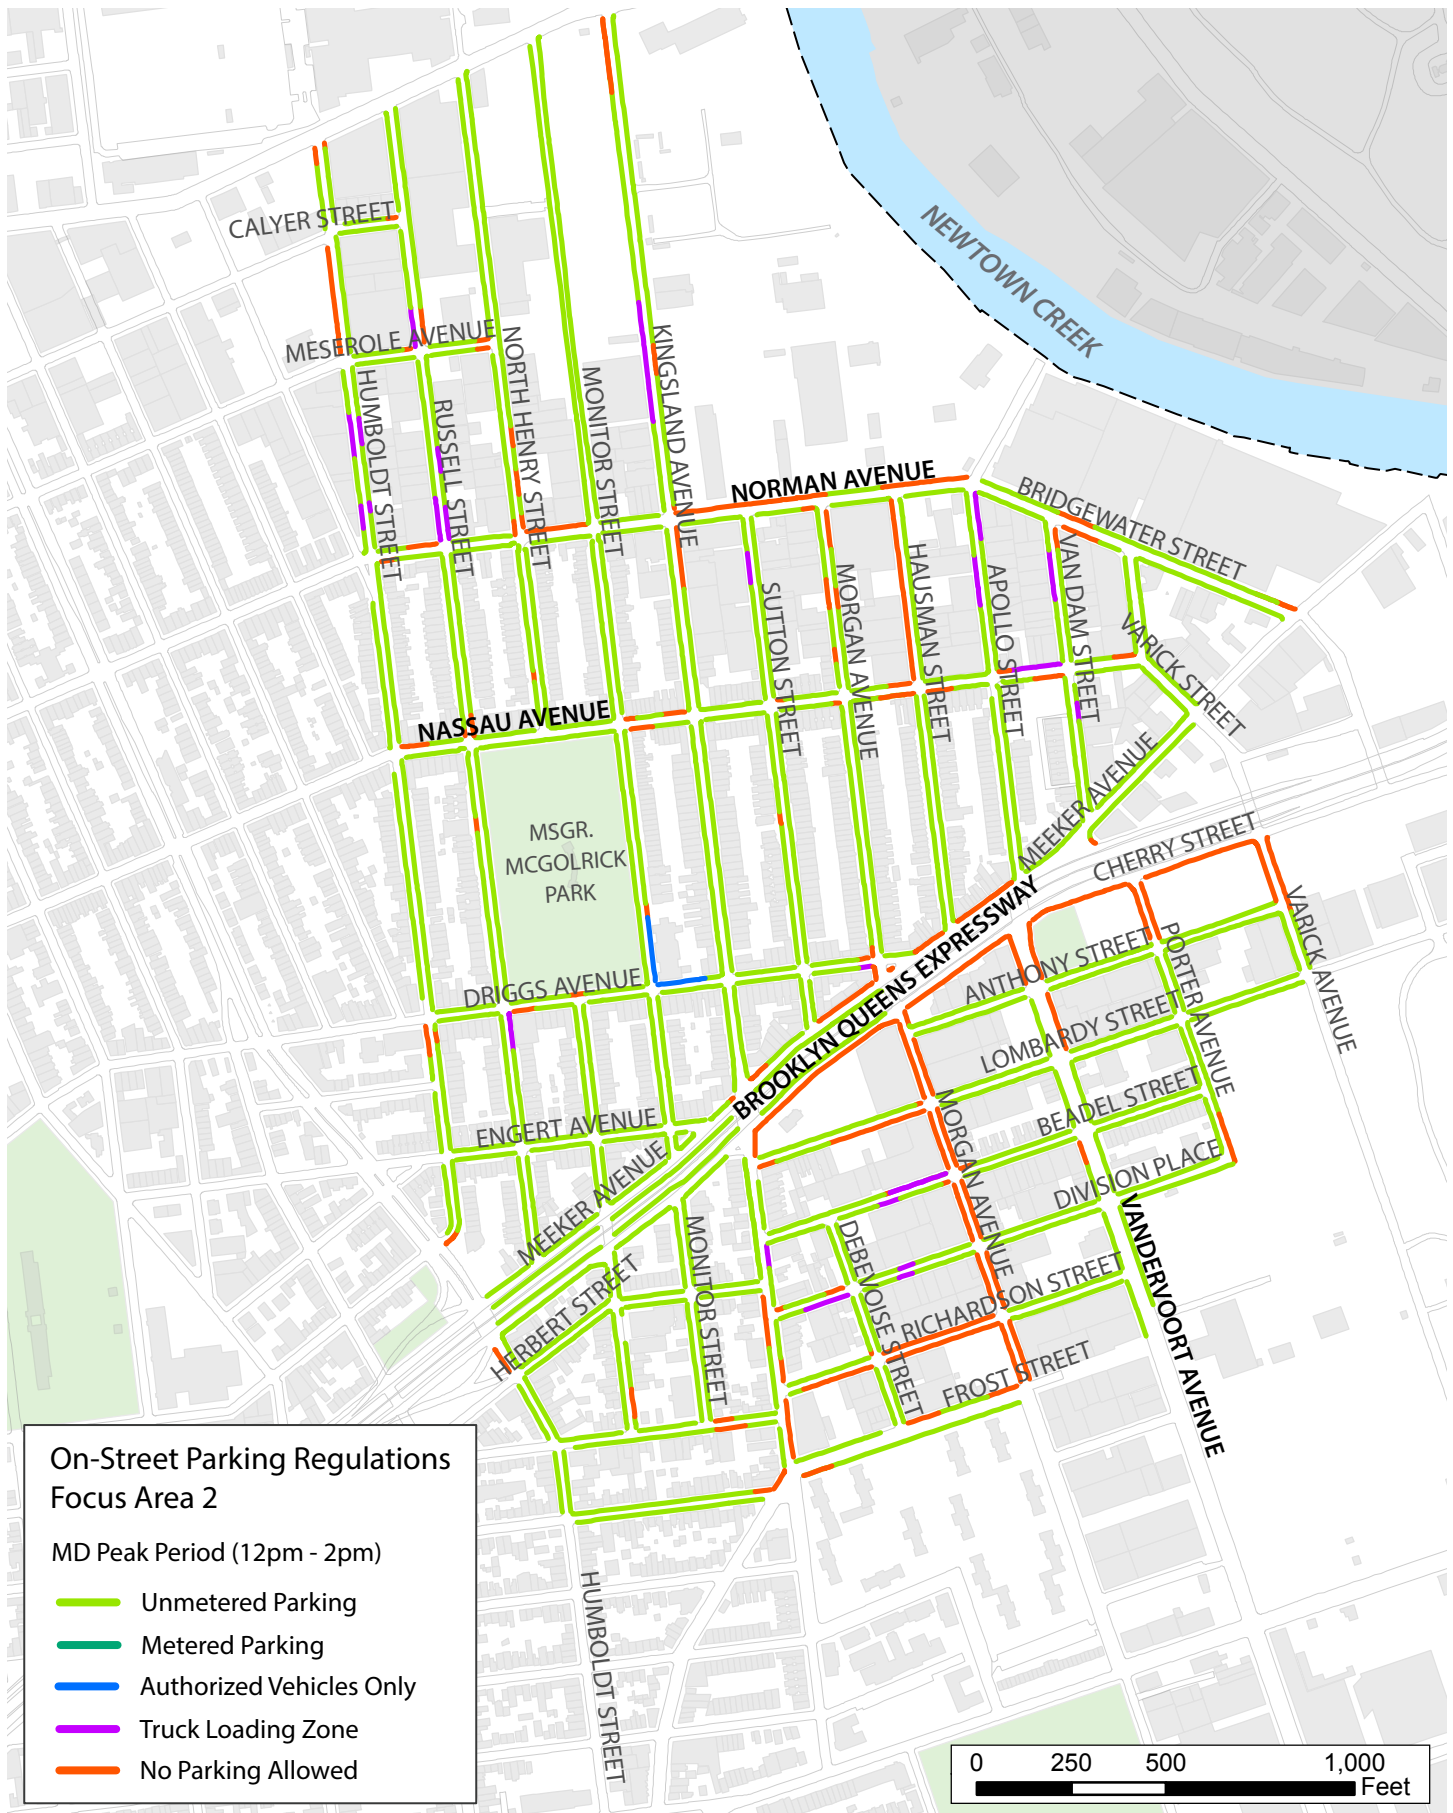 CALYER STREET
NEWTOWN CREEK
MESEROLE AVENUE
HUMBOLDT STREET
RUSSELL STREET
NORTH HENRY STREET
MONITOR STREET
KINGSLAND AVENUE
NORMAN AVENUE
BRIDGEWATER STREET
SUTTON STREET
MORGAN AVENUE
HAUSMAN STREET
APOLLO STREET
VANDAM STREET
VARICK STREET
NASSAU AVENUE
MEEKER AVENUE
MSGR.
MCGOLRICK
PARK
CHERRY STREET
BROOKLYN QUEENS EXPRESSWAY
VARICK AVENUE
ANTHONY STREET
PORTER AVENUE
DRIGGS AVENUE
LOMBARDY STREET
BEADEL STREET
MORGAN AVENUE
ENGERT AVENUE
MEEKER AVENUE
DIVISION PLACE
VANDERVOORT AVENUE
MONITOR STREET
DEBEVOISE STREET
HERBERT STREET
RICHARDSON STREET
FROST STREET
HUMBOLDT STREET
On-Street Parking Regulations
Focus Area 2
MD Peak Period (12pm - 2pm)
Unmetered Parking
Metered Parking
Authorized Vehicles Only
Truck Loading Zone
No Parking Allowed
0 250 500 1,000
Feet